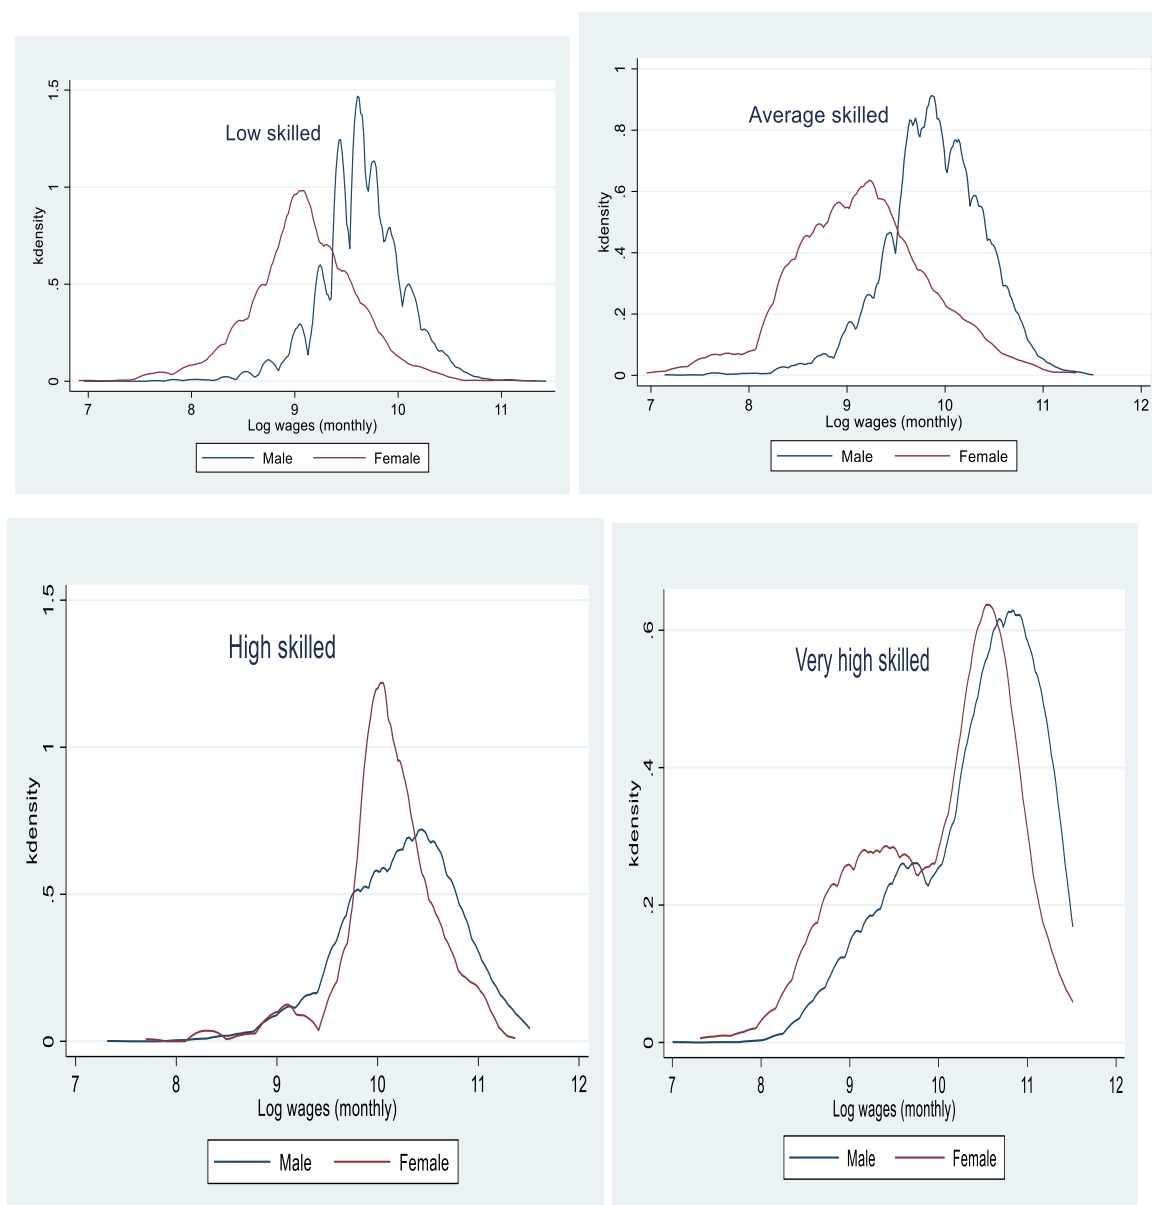 Low skilled
kdensity
1.5
1
.5
0
7 8 9 10 11
Log wages (monthly)
Male Female
Average skilled
kdensity
1
.8
.6
.4
.2
0
7 8 9 10 11 12
Log wages (monthly)
Male Female
High skilled
kdensity
1.5
1
.5
0
7 8 9 10 11 12
Log wages (monthly)
Male Female
Very high skilled
kdensity
.6
.4
.2
0
7 8 9 10 11 12
Log wages (monthly)
Male Female